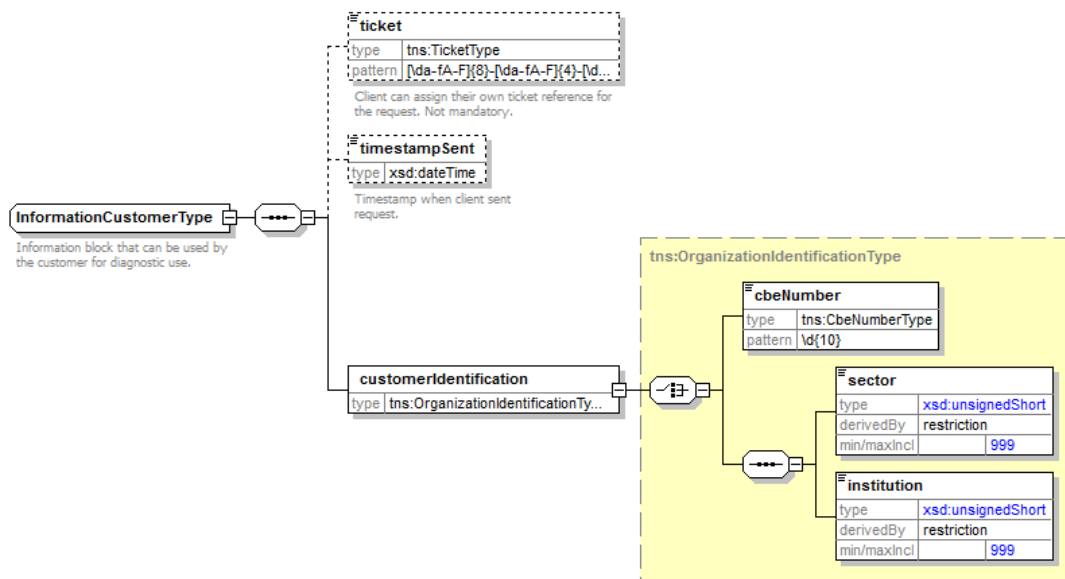 ticket
type tns:TicketType
pattern [\da-fA-F]{8}-[\da-fA-F]{4}-[\d...
Client can assign their own ticket reference for
the request. Not mandatory.
timestampSent
type xsd:dateTime
Timestamp when client sent
request.
InformationCustomerType
Information block that can be used by
the customer for diagnostic use.
tns:OrganizationIdentificationType
cbeNumber
type tns:CbeNumberType
pattern \d{10}
customerIdentification
type tns:OrganizationIdentificationTy...
sector
type xsd:unsignedShort
derivedBy restriction
min/maxIncl 999
institution
type xsd:unsignedShort
derivedBy restriction
min/maxIncl 999